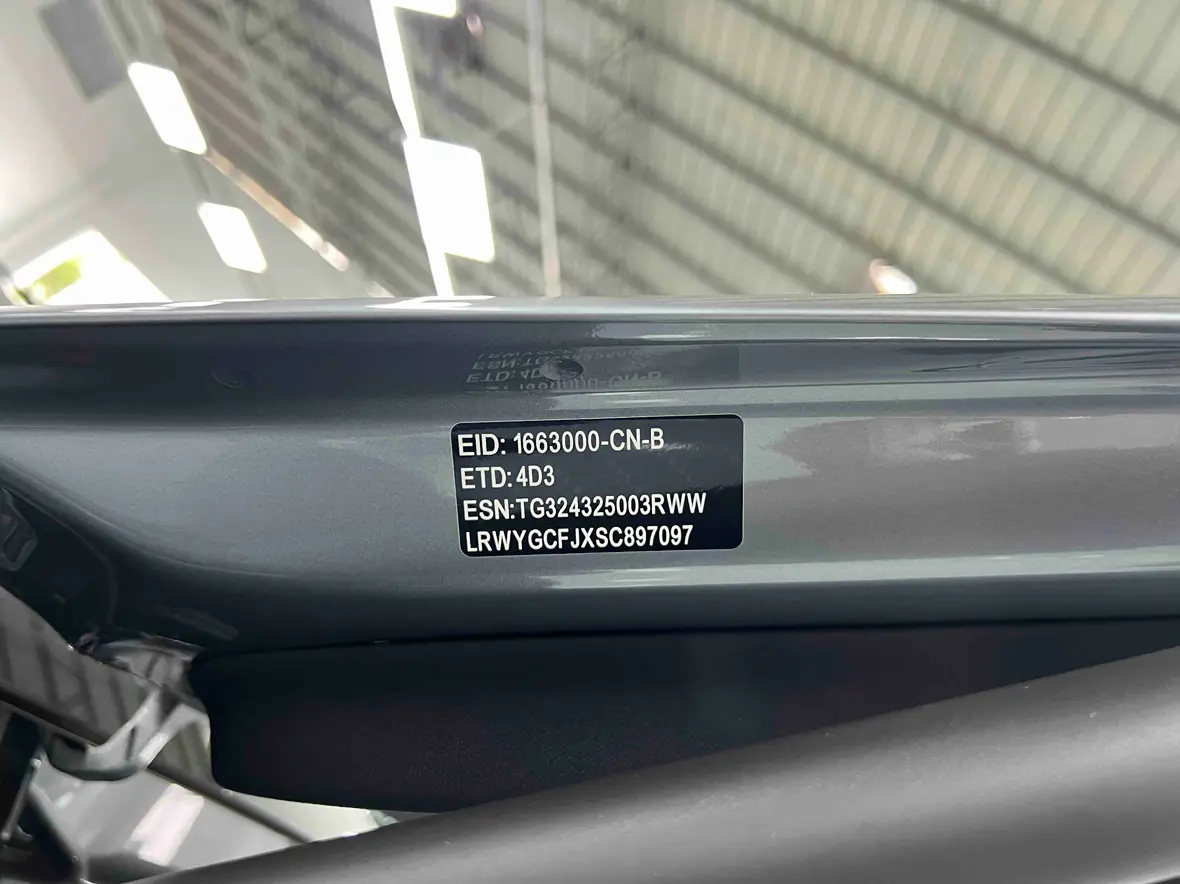 EID: 1663000-CN-B
ETD: 4D3
ESN:TG324325003RWW
LRWYGCFJXSC897097